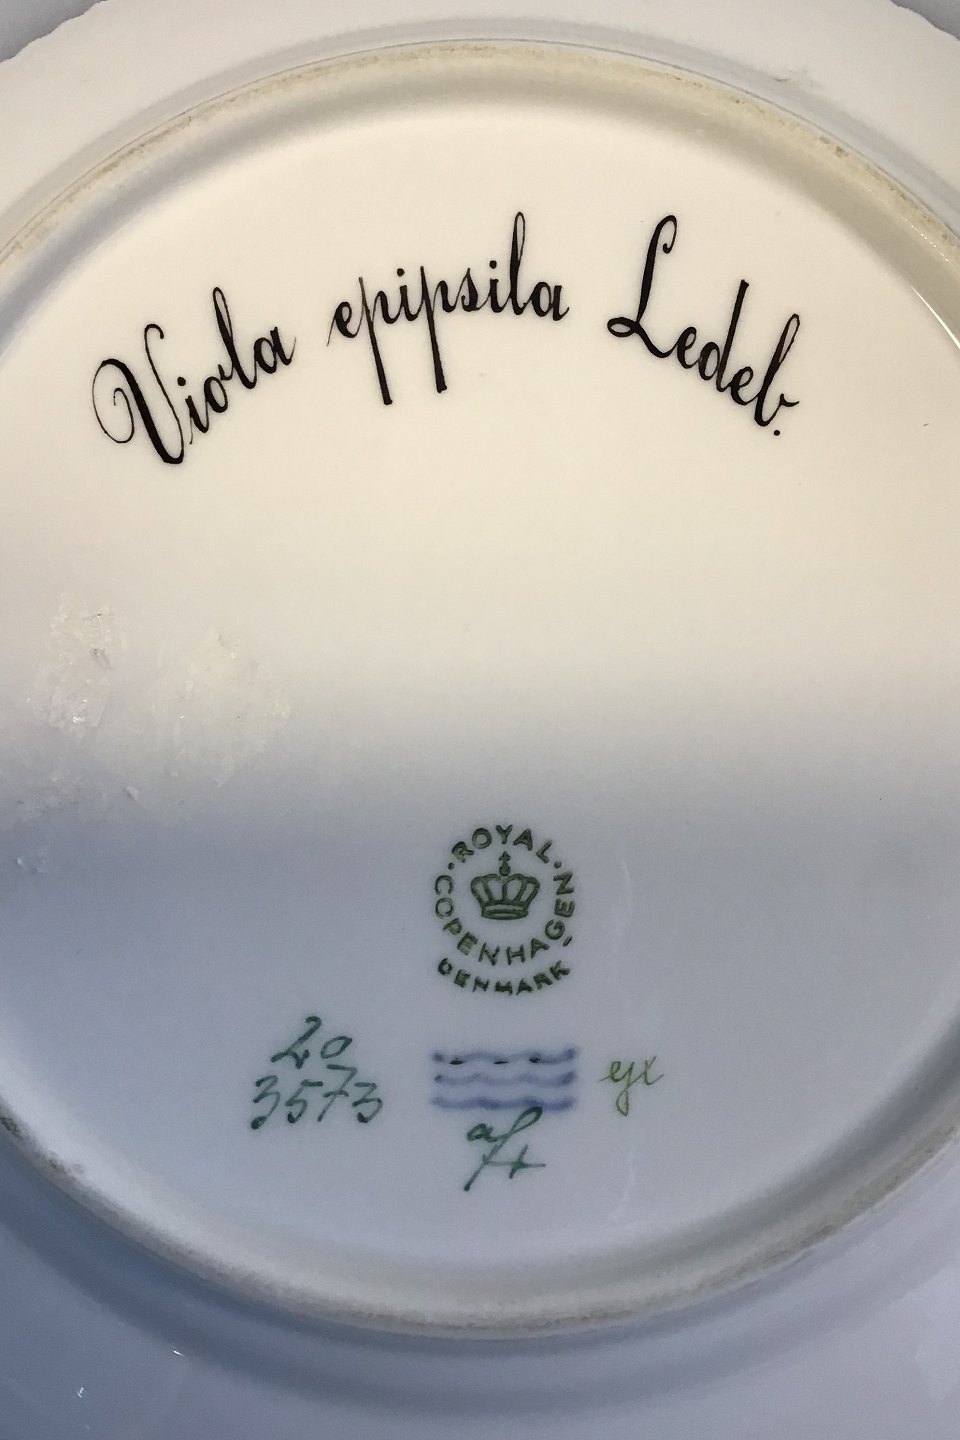 Viola epipsila Ledeb.
ROYAL
COPENHAGEN
DENMARK
20
3573